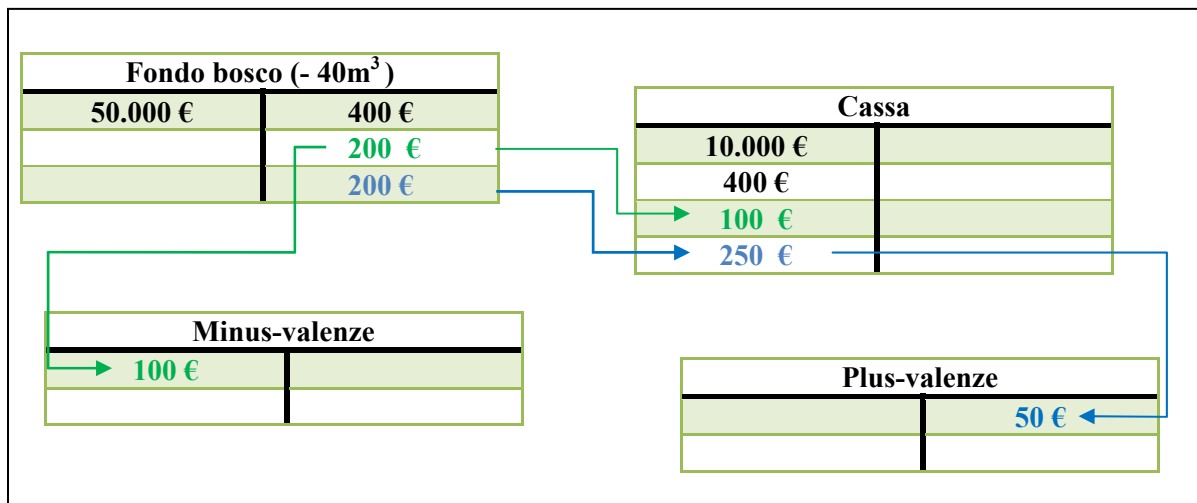 Fondo bosco (- 40m³ )
50.000 € 400 €
200 €
200 €
Cassa
10.000 €
400 €
100 €
250 €
Minus-valenze
100 €
Plus-valenze
50 €